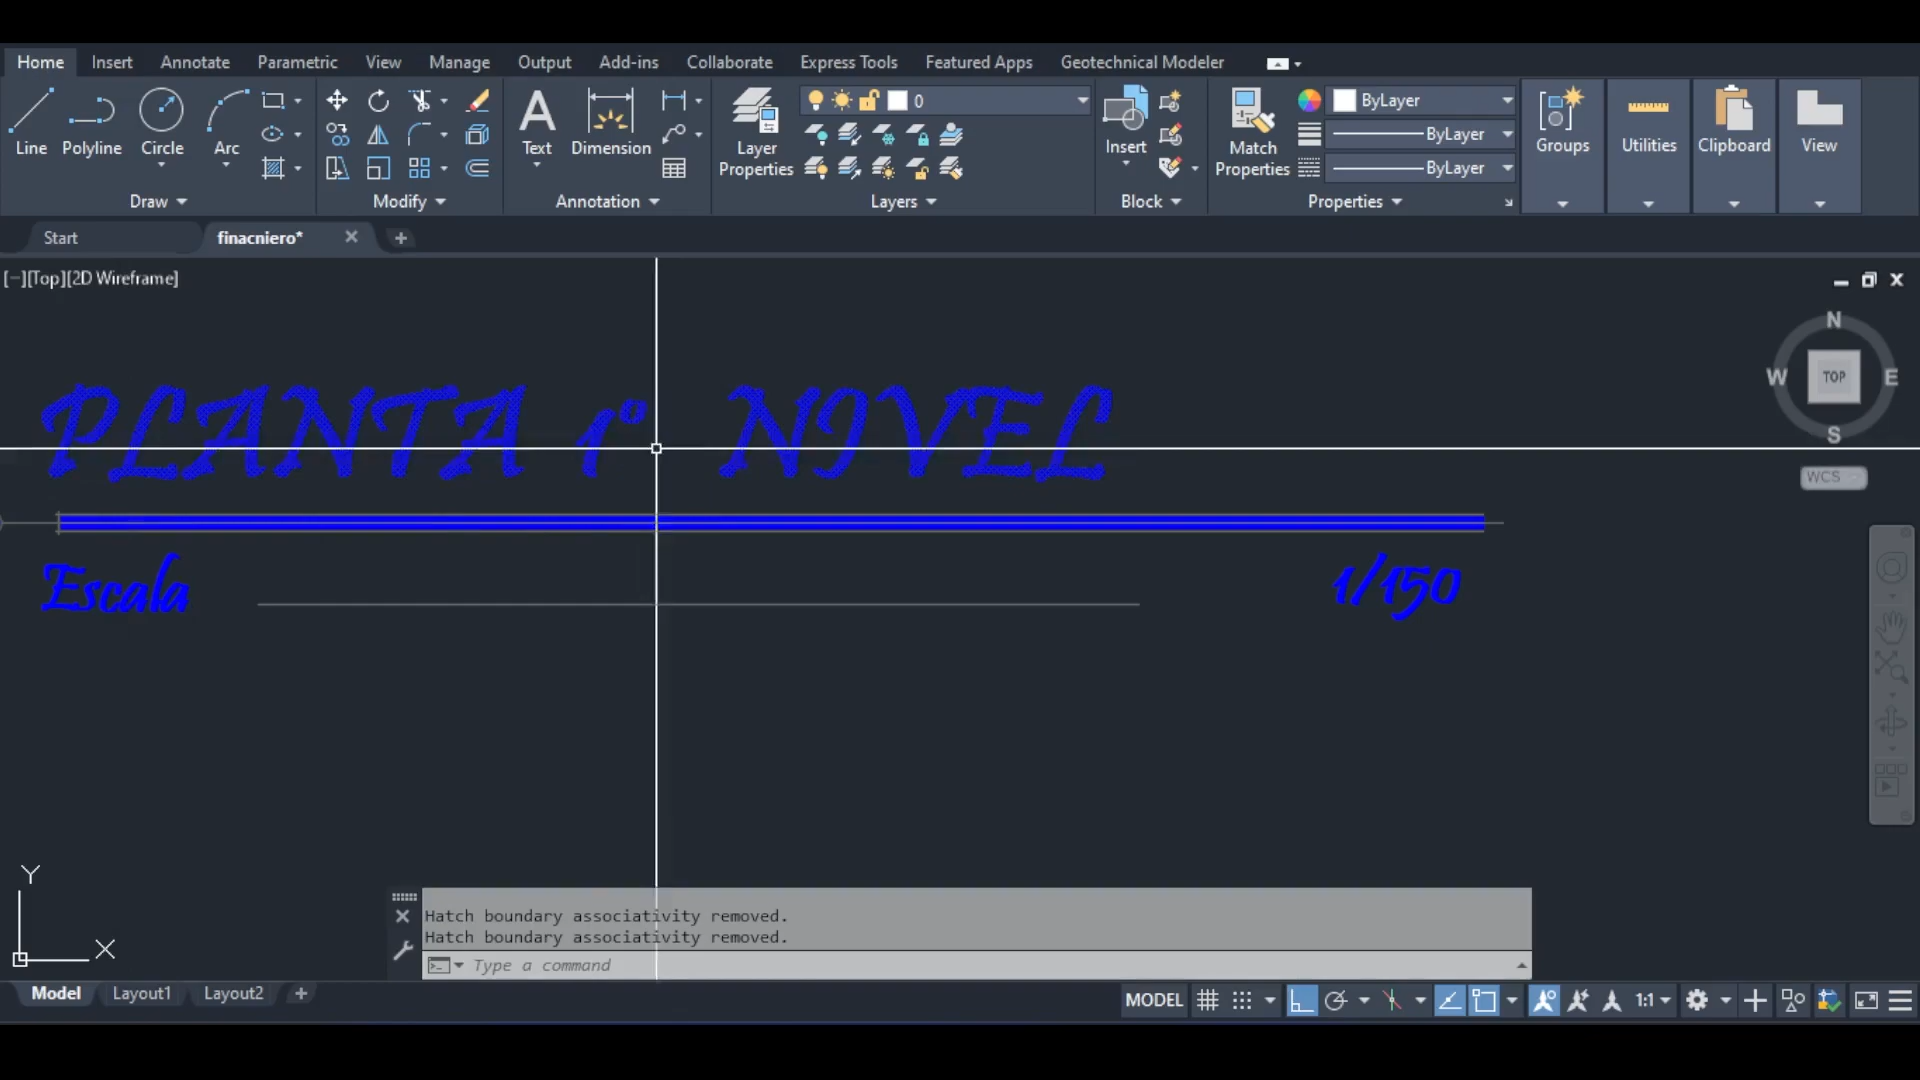 Home Insert Annotate Parametric View Manage Output Add-ins Collaborate Express Tools Featured Apps Geotechnical Modeler
0
ByLayer
ByLayer
ByLayer
Line Polyline Circle Arc
Text Dimension
Layer Properties
Insert
Match Properties
Groups Utilities Clipboard View
Draw Modify Annotation Layers Block Properties
Start finacniero*
[−][Top][2D Wireframe]
N
W TOP E
S
WCS
PLANTA 1° NIVEL
Escala 1/150
Y
X
Hatch boundary associativity removed.
Hatch boundary associativity removed.
Type a command
Model Layout1 Layout2
MODEL 1:1